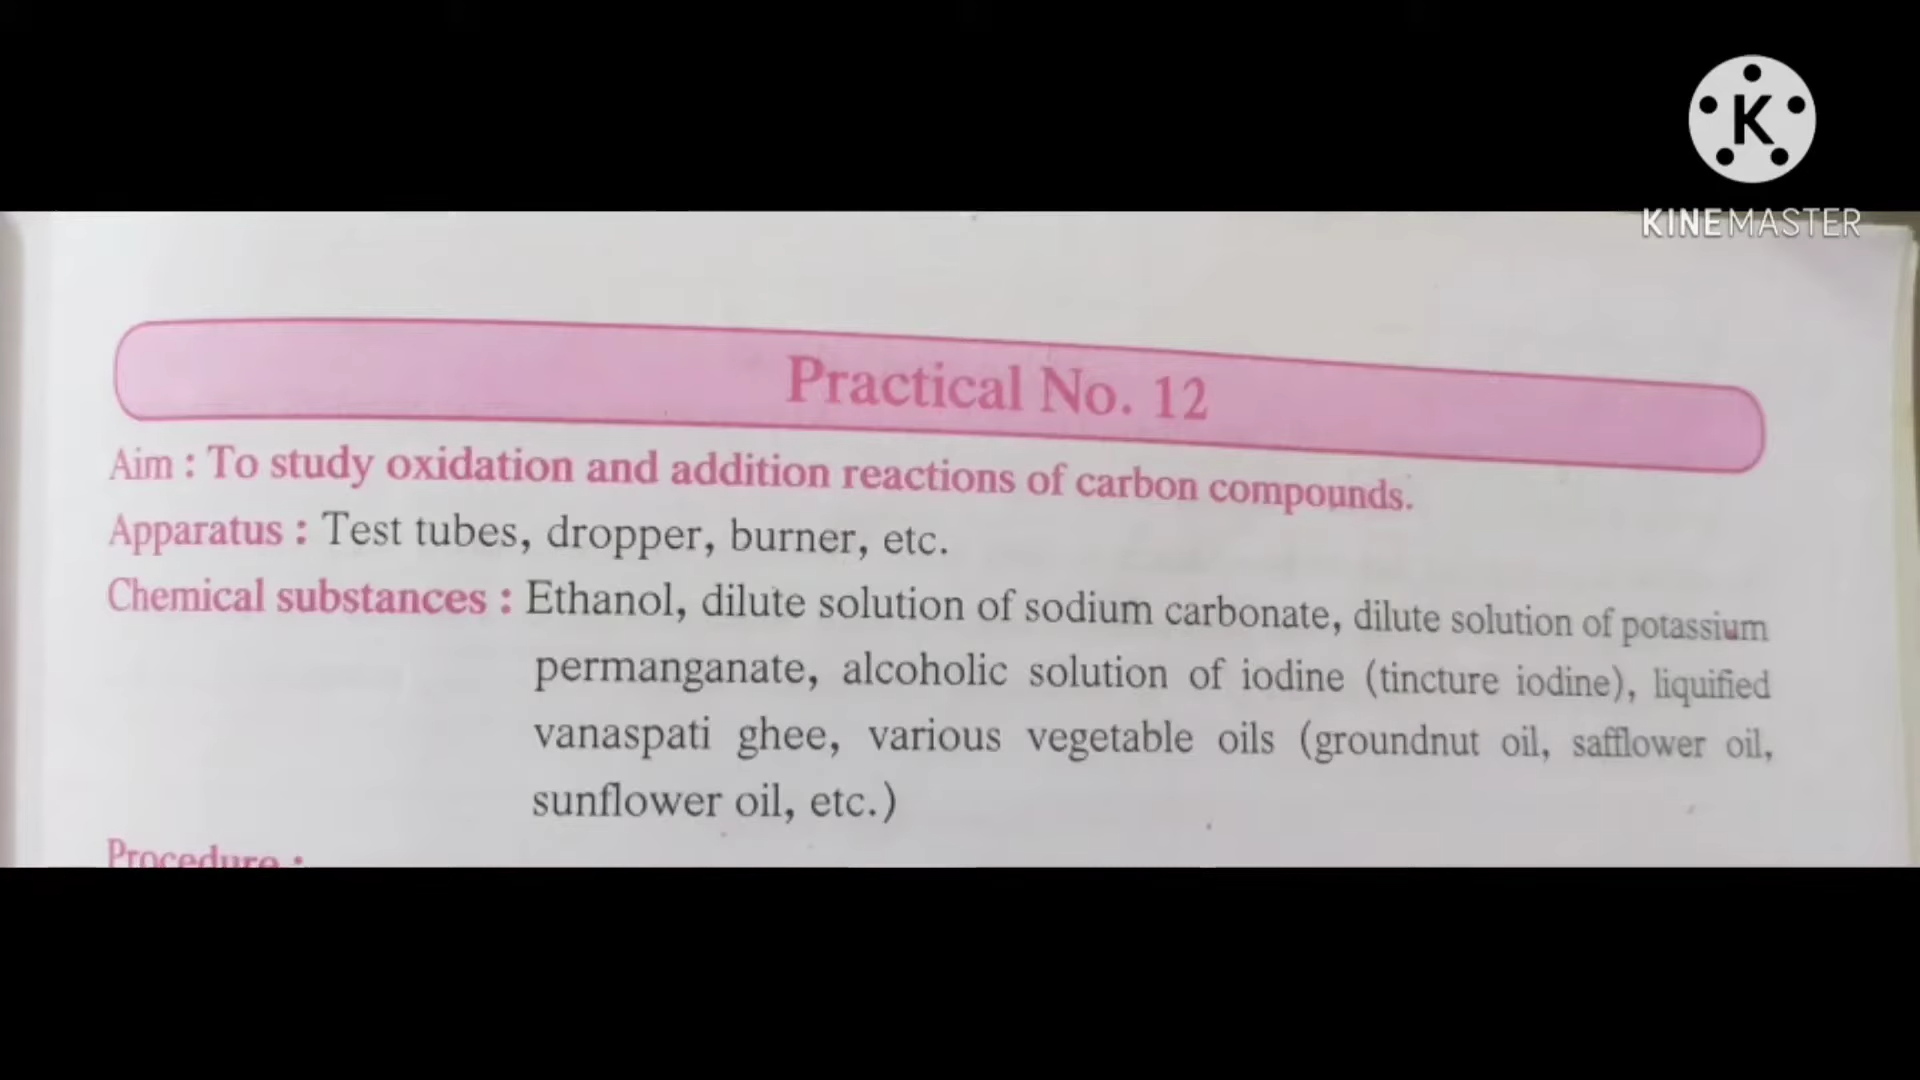 K
KINEMASTER
Practical No. 12
Aim : To study oxidation and addition reactions of carbon compounds.
Apparatus : Test tubes, dropper, burner, etc.
Chemical substances : Ethanol, dilute solution of sodium carbonate, dilute solution of potassium
permanganate, alcoholic solution of iodine (tincture iodine), liquified
vanaspati ghee, various vegetable oils (groundnut oil, safflower oil,
sunflower oil, etc.)
Procedure :